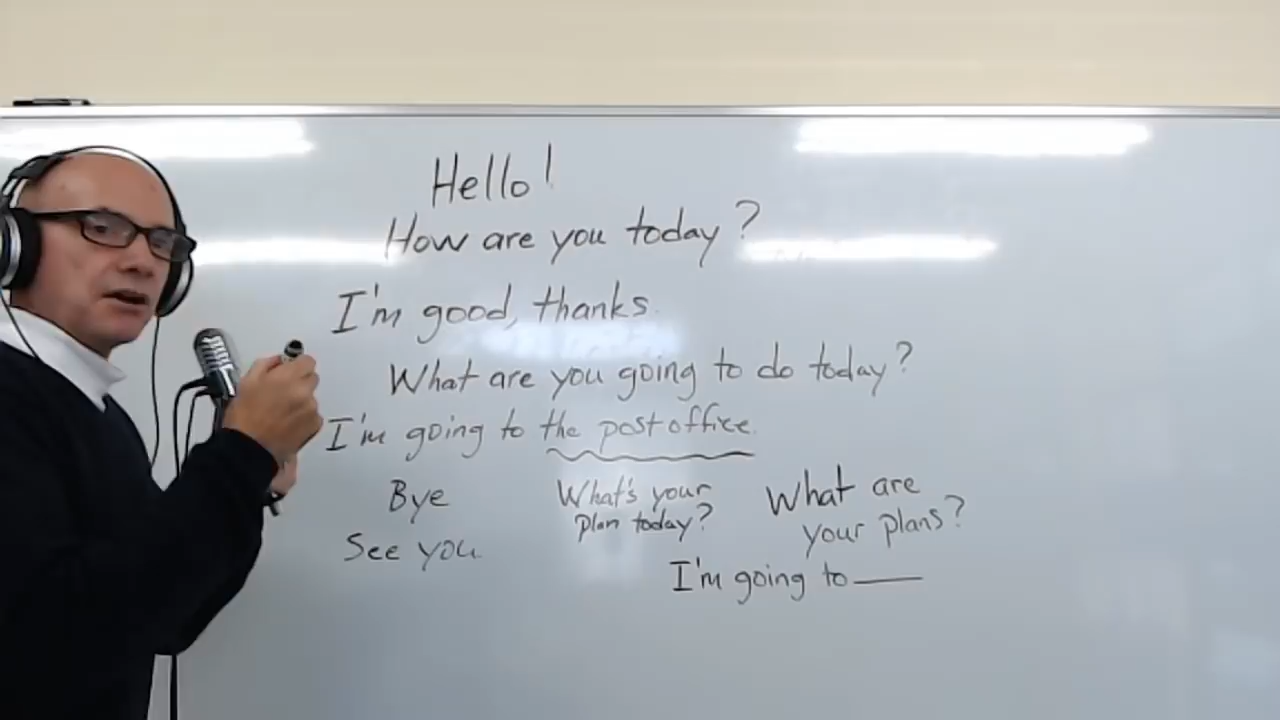 Hello!
How are you today?
I'm good, thanks.
What are you going to do today?
I'm going to the post office.
Bye
See you
What's your
plan today?
What are
your plans?
I'm going to ____